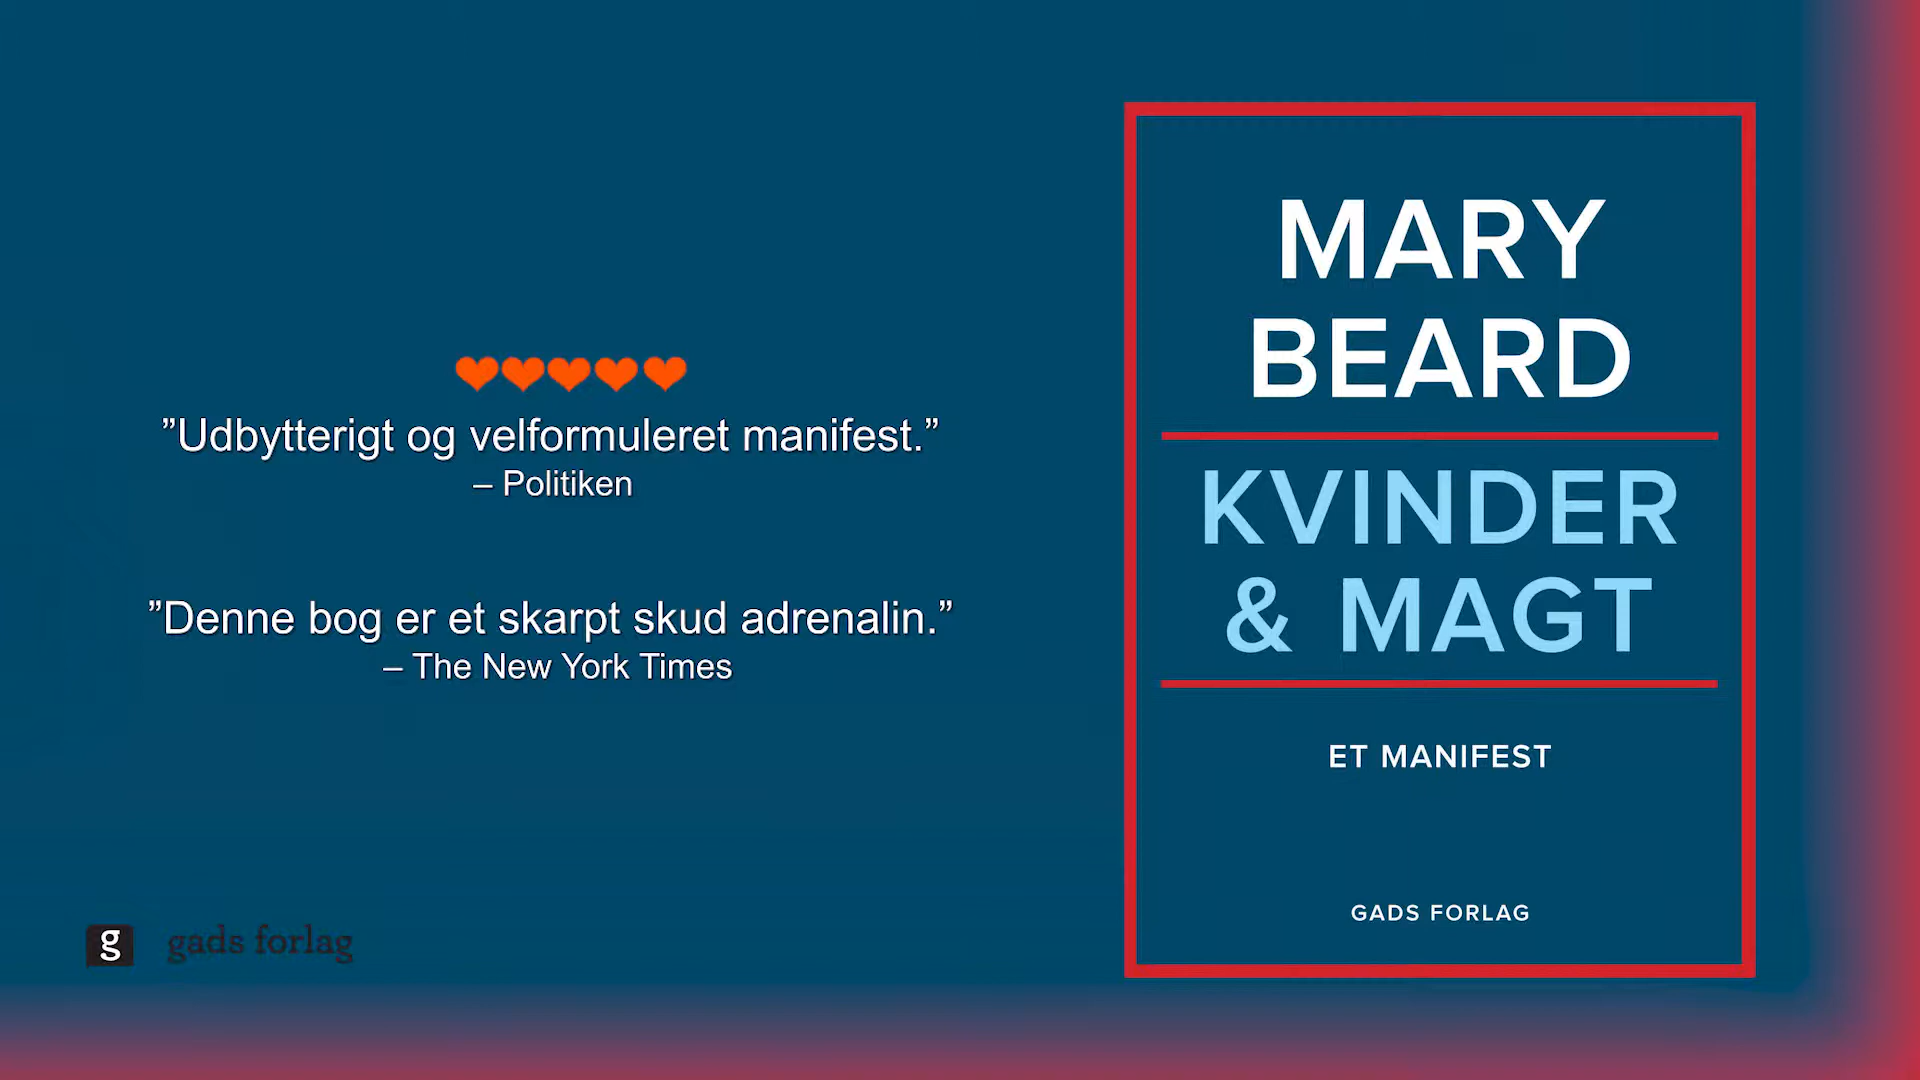 ”Udbytterigt og velformuleret manifest.”
– Politiken
”Denne bog er et skarpt skud adrenalin.”
– The New York Times
g gads forlag
MARY
BEARD
KVINDER
& MAGT
ET MANIFEST
GADS FORLAG